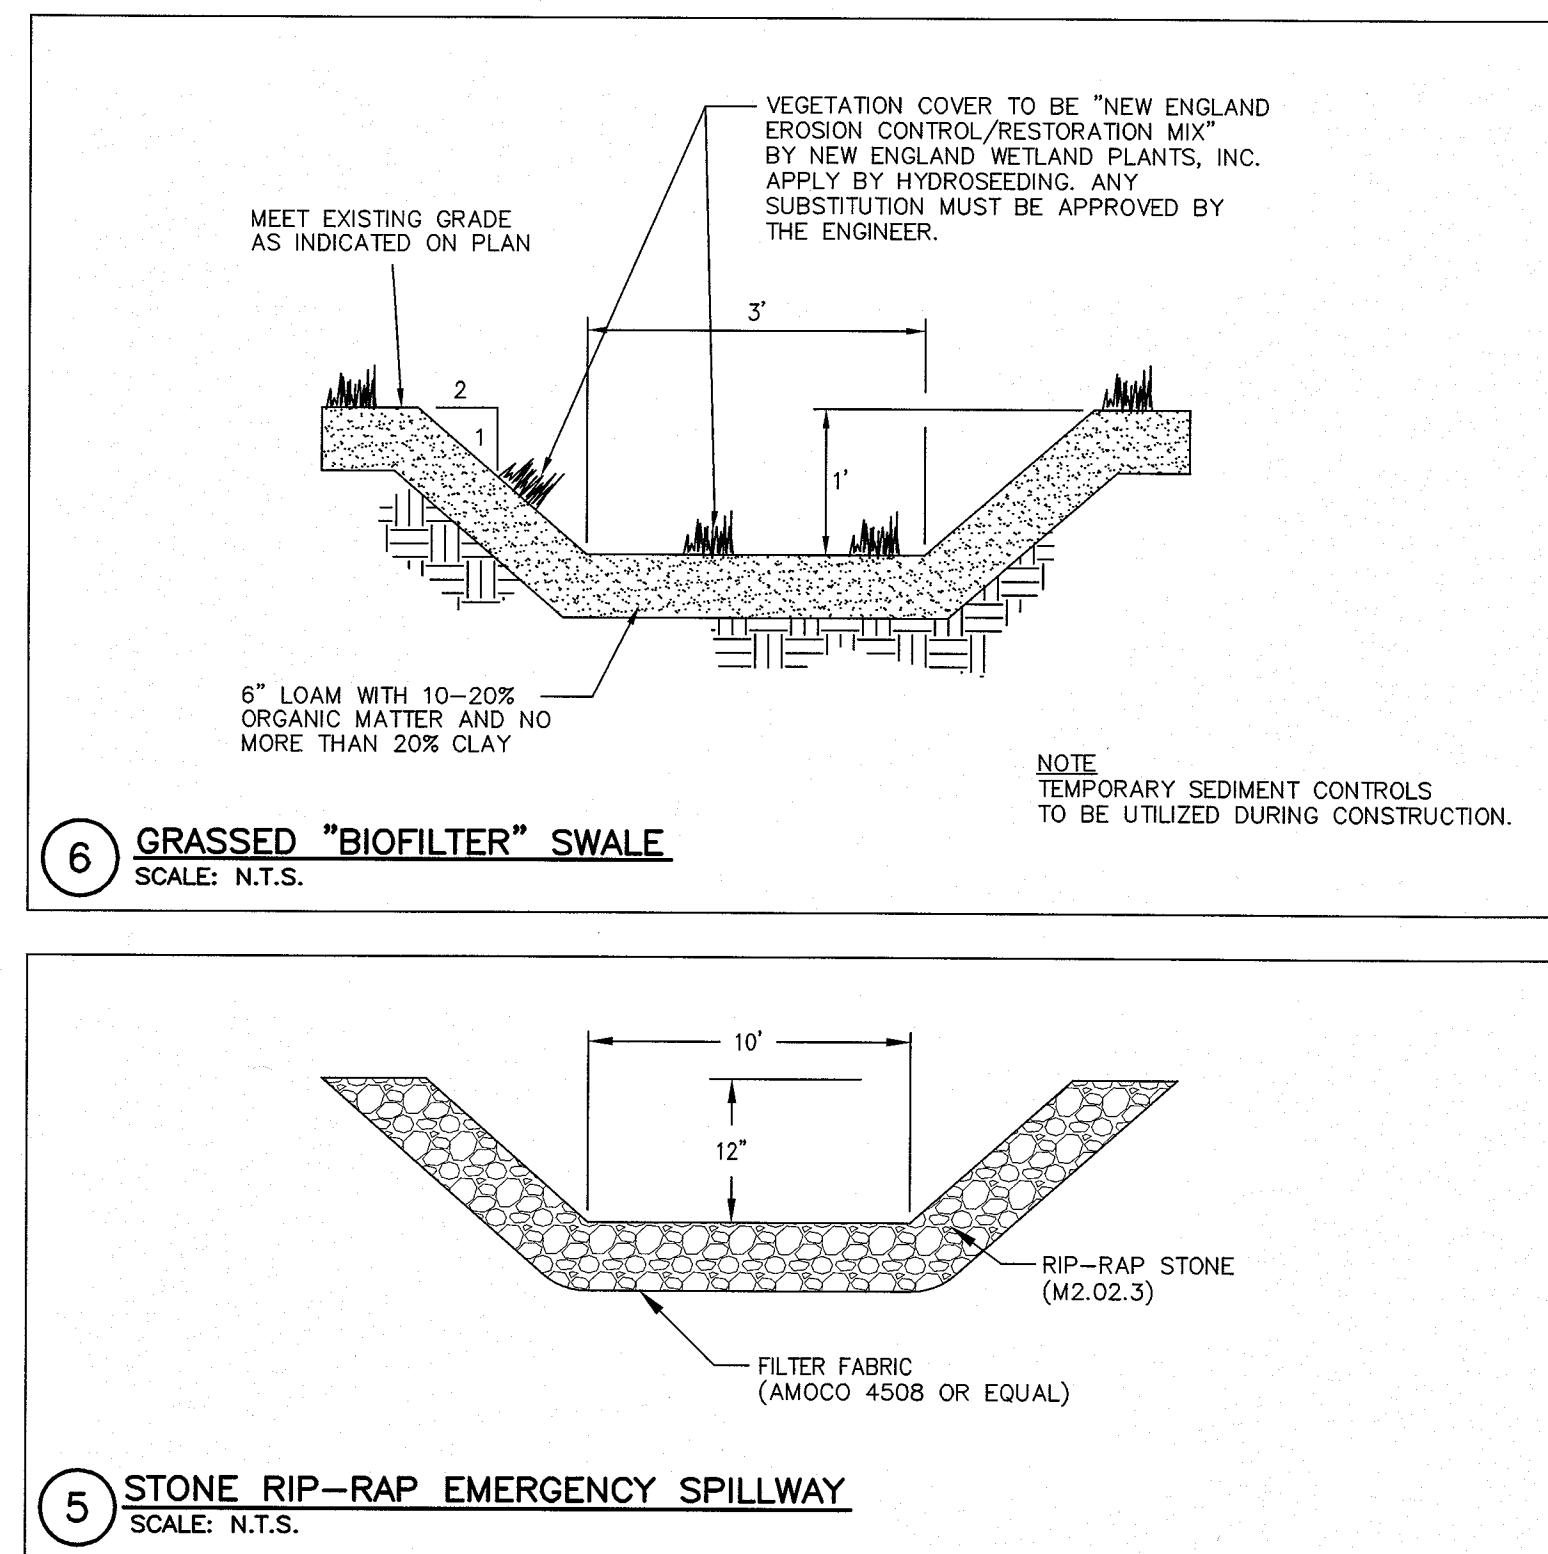 VEGETATION COVER TO BE "NEW ENGLAND
EROSION CONTROL/RESTORATION MIX"
BY NEW ENGLAND WETLAND PLANTS, INC.
APPLY BY HYDROSEEDING. ANY
SUBSTITUTION MUST BE APPROVED BY
THE ENGINEER.
MEET EXISTING GRADE
AS INDICATED ON PLAN
3'
2
1
1'
6" LOAM WITH 10-20%
ORGANIC MATTER AND NO
MORE THAN 20% CLAY
NOTE
TEMPORARY SEDIMENT CONTROLS
TO BE UTILIZED DURING CONSTRUCTION.
6
GRASSED "BIOFILTER" SWALE
SCALE: N.T.S.
10'
12"
RIP-RAP STONE
(M2.02.3)
FILTER FABRIC
(AMOCO 4508 OR EQUAL)
5
STONE RIP-RAP EMERGENCY SPILLWAY
SCALE: N.T.S.